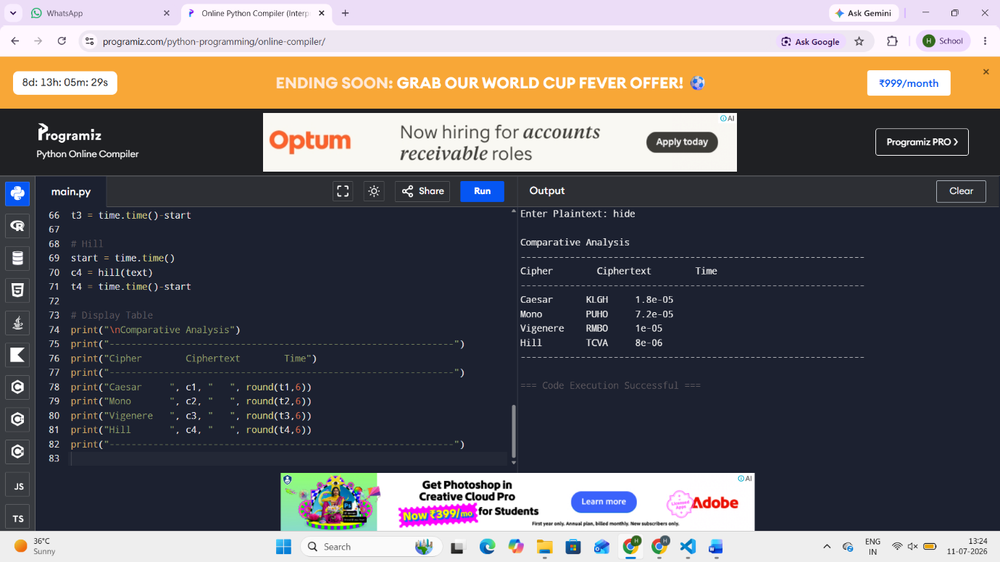 WhatsApp
Online Python Compiler (Interp
Ask Gemini
programiz.com/python-programming/online-compiler/
Ask Google
H School
8d: 13h: 05m: 29s
ENDING SOON: GRAB OUR WORLD CUP FEVER OFFER!
₹999/month
Programiz
Python Online Compiler
Optum
Now hiring for accounts
receivable roles
Apply today
AI
Programiz PRO
main.py
Share
Run
Output
Clear
66 t3 = time.time()-start
67
68 # Hill
69 start = time.time()
70 c4 = hill(text)
71 t4 = time.time()-start
72
73 # Display Table
74 print("\nComparative Analysis")
75 print("---------------------------------------------------------------")
76 print("Cipher        Ciphertext        Time")
77 print("---------------------------------------------------------------")
78 print("Caesar     ", c1, "   ", round(t1,6))
79 print("Mono       ", c2, "   ", round(t2,6))
80 print("Vigenere   ", c3, "   ", round(t3,6))
81 print("Hill       ", c4, "   ", round(t4,6))
82 print("---------------------------------------------------------------")
83
Enter Plaintext: hide
Comparative Analysis
---------------------------------------------------------------
Cipher        Ciphertext        Time
---------------------------------------------------------------
Caesar      KLGH     1.8e-05
Mono        PUHO     7.2e-05
Vigenere    RMBO     1e-05
Hill        TCVA     8e-06
---------------------------------------------------------------
=== Code Execution Successful ===
JS
TS
Get Photoshop in
Creative Cloud Pro
Now ₹399/mo for Students
Ps
Learn more
First year only. Annual plan, billed monthly. New subscribers only.
Licensed Apps
Adobe
AI
36°C
Sunny
Search
ENG
IN
13:24
11-07-2026